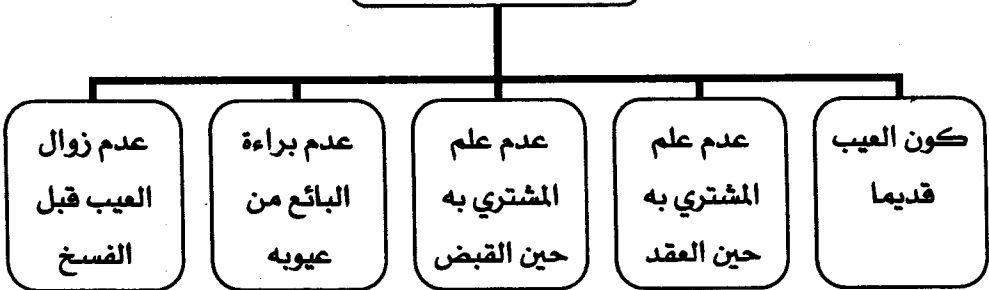 كون العيب
قديما
عدم علم
المشتري به
حين العقد
عدم علم
المشتري به
حين القبض
عدم براءة
البائع من
عيوبه
عدم زوال
العيب قبل
الفسخ